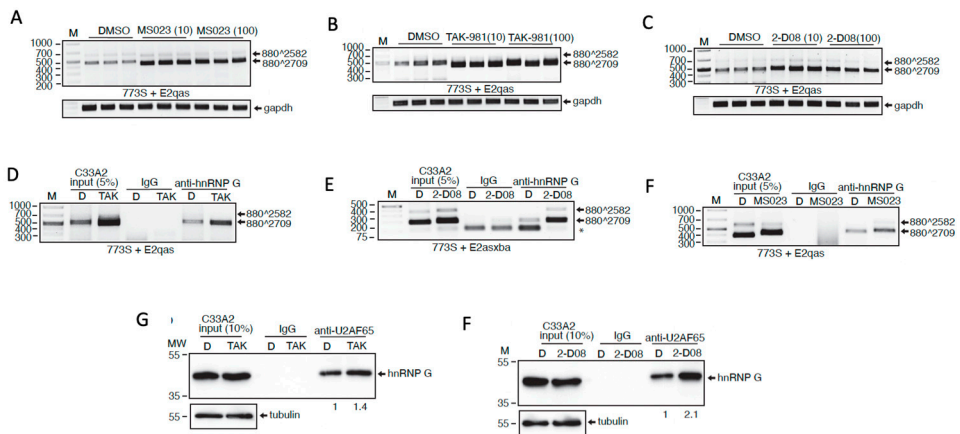 A
M DMSO MS023 (10) MS023 (100)
1000
700
500
400
300
200
880^2582
880^2709
773S + E2qas
gapdh
B
M DMSO TAK-981(10) TAK-981(100)
1000
700
500
400
300
880^2582
880^2709
773S + E2qas
gapdh
C
M DMSO 2-D08 (10) 2-D08(100)
1000
700
500
400
300
880^2582
880^2709
773S + E2qas
gapdh
D
C33A2
input (5%) IgG anti-hnRNP G
M D TAK D TAK D TAK
1000
700
500
400
300
880^2582
880^2709
773S + E2qas
E
C33A2
input (5%) IgG anti-hnRNP G
M D 2-D08 D 2-D08 D 2-D08
500
400
300
200
75
880^2582
880^2709
*
773S + E2asxba
F
C33A2
input (5%) IgG anti-hnRNP G
M D MS023 D MS023 D MS023
1000
700
500
400
300
880^2582
880^2709
773S + E2qas
G
C33A2
input (10%) IgG anti-U2AF65
MW D TAK D TAK D TAK
55
35
hnRNP G
1 1.4
55
tubulin
F
C33A2
input (10%) IgG anti-U2AF65
M D 2-D08 D 2-D08 D 2-D08
55
35
hnRNP G
1 2.1
55
tubulin